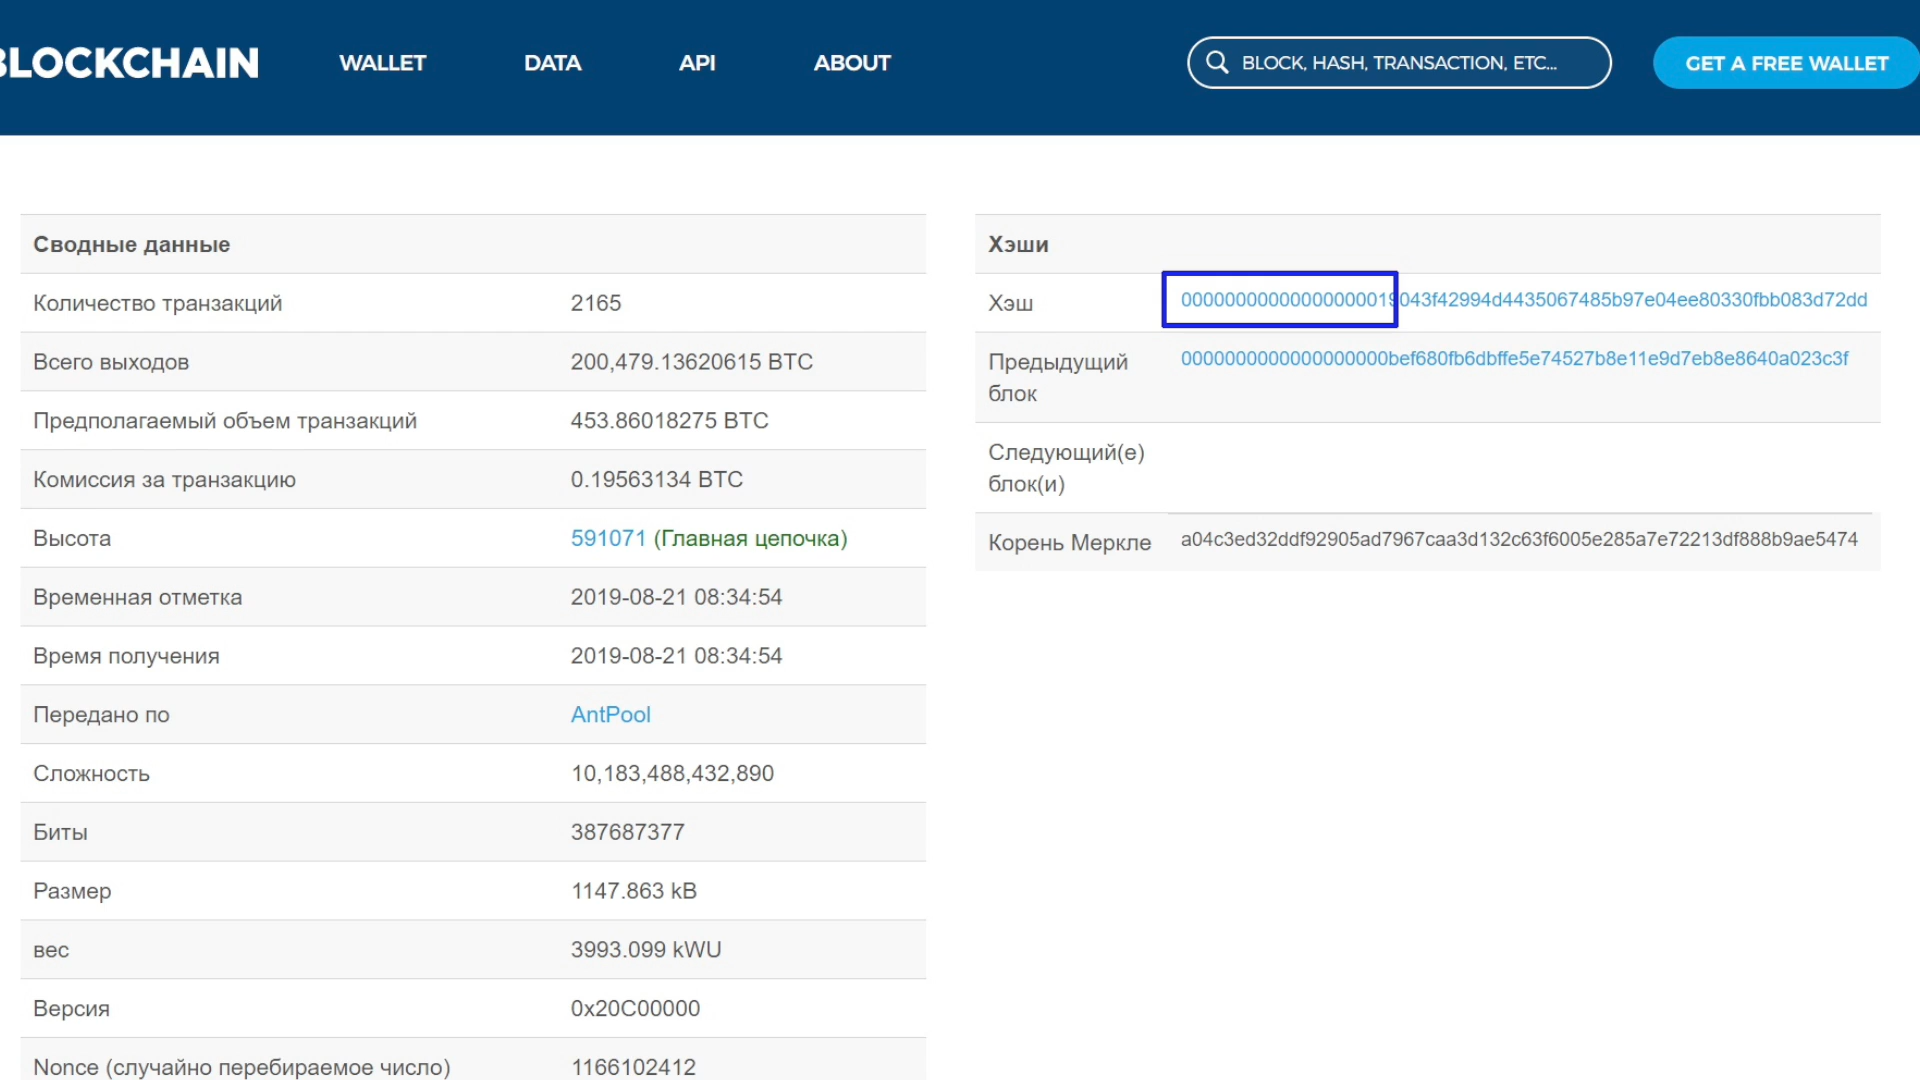 BLOCKCHAIN
WALLET
DATA
API
ABOUT
BLOCK, HASH, TRANSACTION, ETC...
GET A FREE WALLET
Сводные данные
Количество транзакций 2165
Всего выходов 200,479.13620615 BTC
Предполагаемый объем транзакций 453.86018275 BTC
Комиссия за транзакцию 0.19563134 BTC
Высота 591071 (Главная цепочка)
Временная отметка 2019-08-21 08:34:54
Время получения 2019-08-21 08:34:54
Передано по AntPool
Сложность 10,183,488,432,890
Биты 387687377
Размер 1147.863 kB
вес 3993.099 kWU
Версия 0x20C00000
Nonce (случайно перебираемое число) 1166102412
Хэши
Хэш 00000000000000000019043f42994d4435067485b97e04ee80330fbb083d72dd
Предыдущий 0000000000000000000bef680fb6dbffe5e74527b8e11e9d7eb8e8640a023c3f
блок
Следующий(е)
блок(и)
Корень Меркле a04c3ed32ddf92905ad7967caa3d132c63f6005e285a7e72213df888b9ae5474